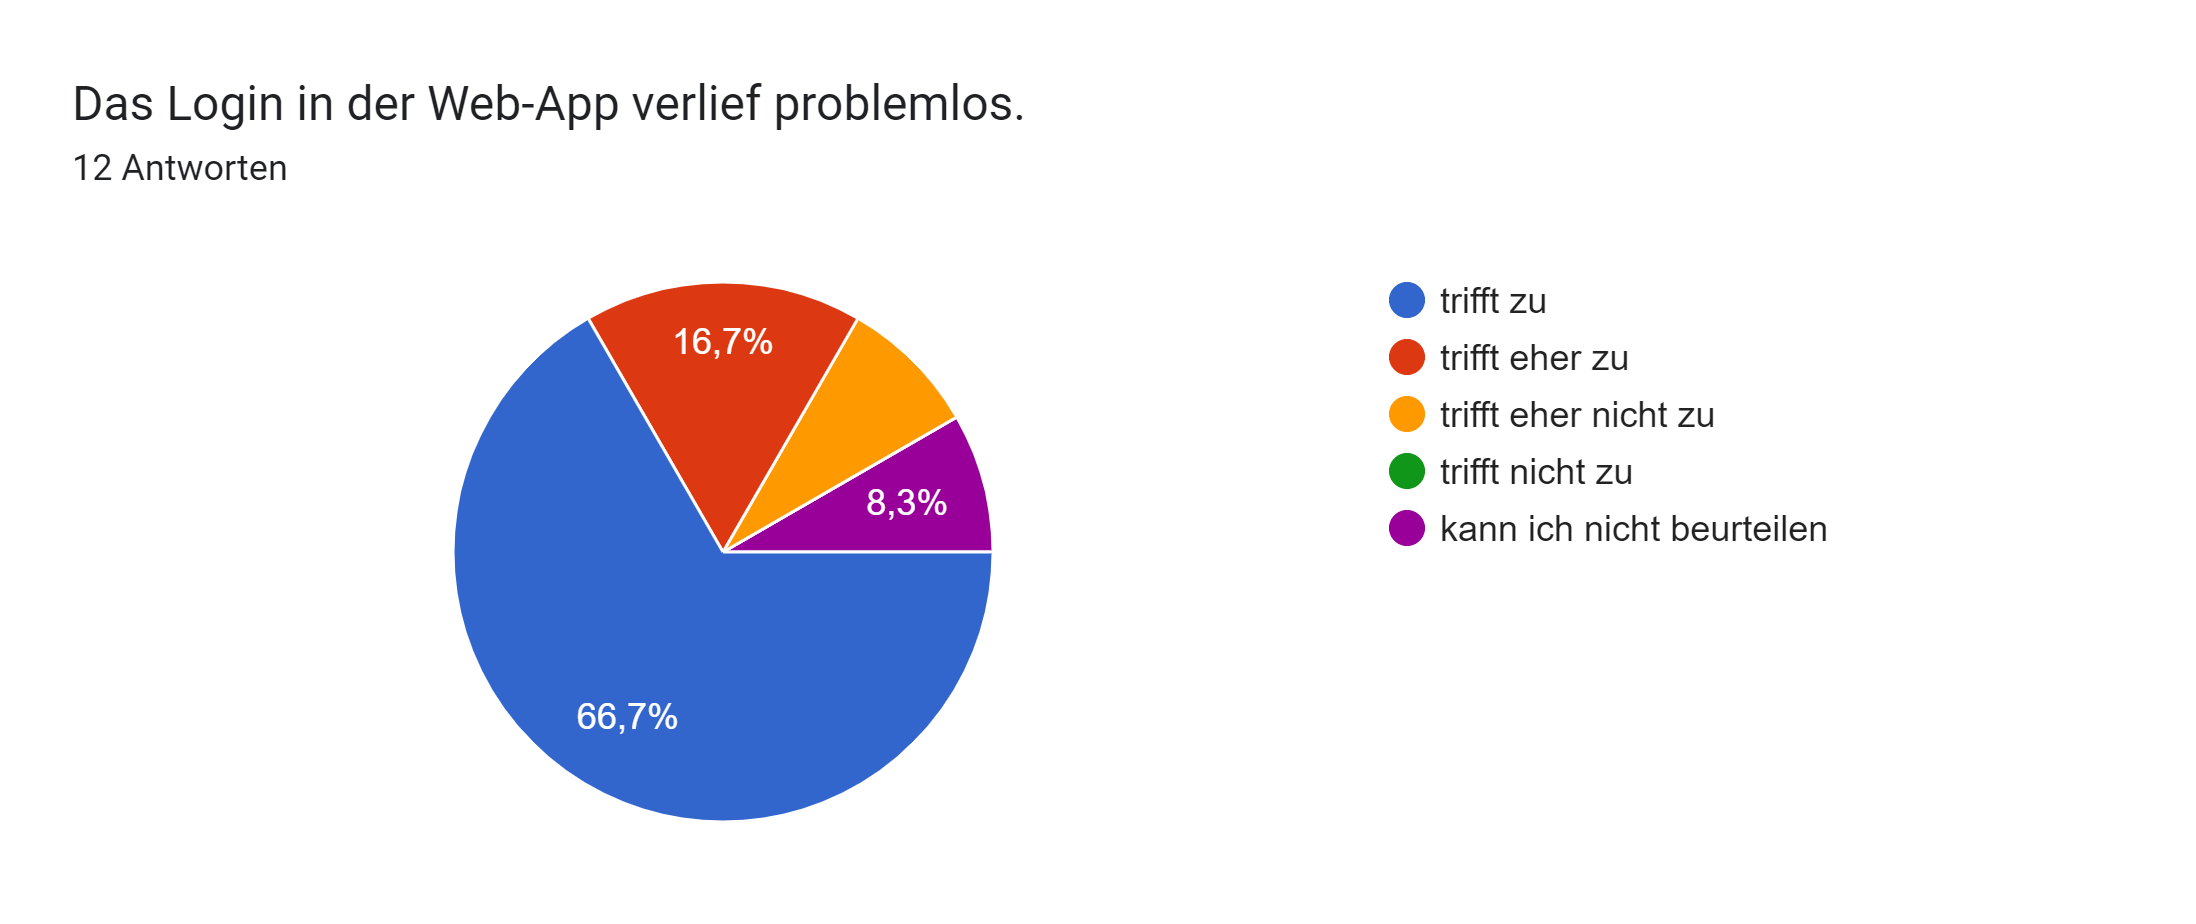 Das Login in der Web-App verlief problemlos.
12 Antworten
16,7%
8,3%
66,7%
trifft zu
trifft eher zu
trifft eher nicht zu
trifft nicht zu
kann ich nicht beurteilen